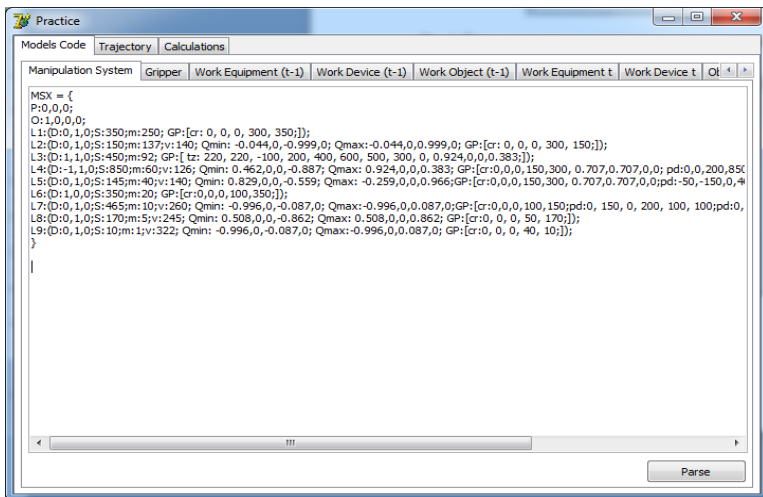 Practice
Models Code Trajectory Calculations
Manipulation System Gripper Work Equipment (t-1) Work Device (t-1) Work Object (t-1) Work Equipment t Work Device t
MSX = {
P:0,0,0;
O:1,0,0,0;
L1:(D:0,1,0;S:350;m:250; GP:[cr: 0, 0, 0, 300, 350;]);
L2:(D:0,1,0;S:150;m:137;v:140; Qmin: -0.044,0,-0.999,0; Qmax:-0.044,0,0.999,0; GP:[cr: 0, 0, 0, 300, 150;]);
L3:(D:1,1,0;S:450;m:92; GP:[ tz: 220, 220, -100, 200, 400, 600, 500, 300, 0, 0.924,0,0,0.383;]);
L4:(D:-1,1,0;S:850;m:60;v:126; Qmin: 0.462,0,0,-0.887; Qmax: 0.924,0,0,0.383; GP:[cr:0,0,0,150,300, 0.707,0.707,0,0; pd:0,0,200,850
L5:(D:0,1,0;S:145;m:40;v:140; Qmin: 0.829,0,0,-0.559; Qmax: -0.259,0,0,0.966;GP:[cr:0,0,0,150,300, 0.707,0.707,0,0;pd:-50,-150,0,4
L6:(D:1,0,0;S:350;m:20; GP:[cr:0,0,0,100,350;]);
L7:(D:0,1,0;S:465;m:10;v:260; Qmin: -0.996,0,-0.087,0; Qmax:-0.996,0,0.087,0;GP:[cr:0,0,0,100,150;pd:0, 150, 0, 200, 100, 100;pd:0,
L8:(D:0,1,0;S:170;m:5;v:245; Qmin: 0.508,0,0,-0.862; Qmax: 0.508,0,0,0.862; GP:[cr:0, 0, 0, 50, 170;]);
L9:(D:0,1,0;S:10;m:1;v:322; Qmin: -0.996,0,-0.087,0; Qmax:-0.996,0,0.087,0; GP:[cr:0, 0, 0, 40, 10;]);
}
Parse